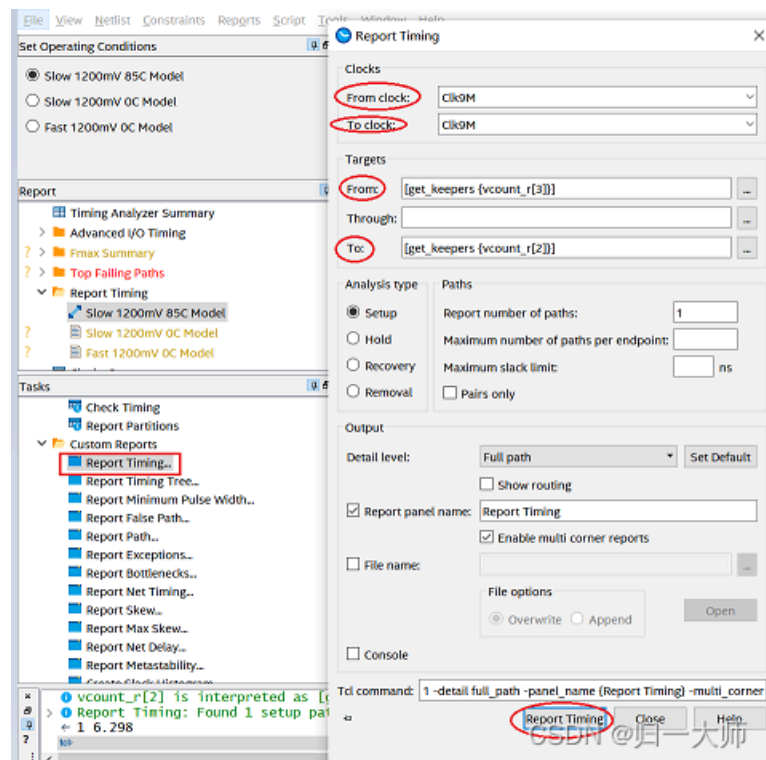 File View Netlist Constraints Reports Script Tools Window Help
Set Operating Conditions
Slow 1200mV 85C Model
Slow 1200mV 0C Model
Fast 1200mV 0C Model
Report
Timing Analyzer Summary
Advanced I/O Timing
? Fmax Summary
? Top Failing Paths
Report Timing
Slow 1200mV 85C Model
? Slow 1200mV 0C Model
? Fast 1200mV 0C Model
Tasks
Check Timing
Report Partitions
Custom Reports
Report Timing...
Report Timing Tree...
Report Minimum Pulse Width...
Report False Path...
Report Path...
Report Exceptions...
Report Bottlenecks...
Report Net Timing...
Report Skew...
Report Max Skew...
Report Net Delay...
Report Metastability...
Create Slack Histogram
vcount_r[2] is interpreted as [g
Report Timing: Found 1 setup pat
1 6.298
Report Timing
Clocks
From clock: Clk9M
To clock: Clk9M
Targets
From: [get_keepers {vcount_r[3]}] ...
Through: ...
To: [get_keepers {vcount_r[2]}] ...
Analysis type
Setup
Hold
Recovery
Removal
Paths
Report number of paths: 1
Maximum number of paths per endpoint:
Maximum slack limit: ns
Pairs only
Output
Detail level: Full path Set Default
Show routing
Report panel name: Report Timing
Enable multi corner reports
File name: ...
File options
Overwrite Append
Open
Console
Tcl command: 1 -detail full_path -panel_name {Report Timing} -multi_corner
Report Timing Close Help
CSDN @归一大师